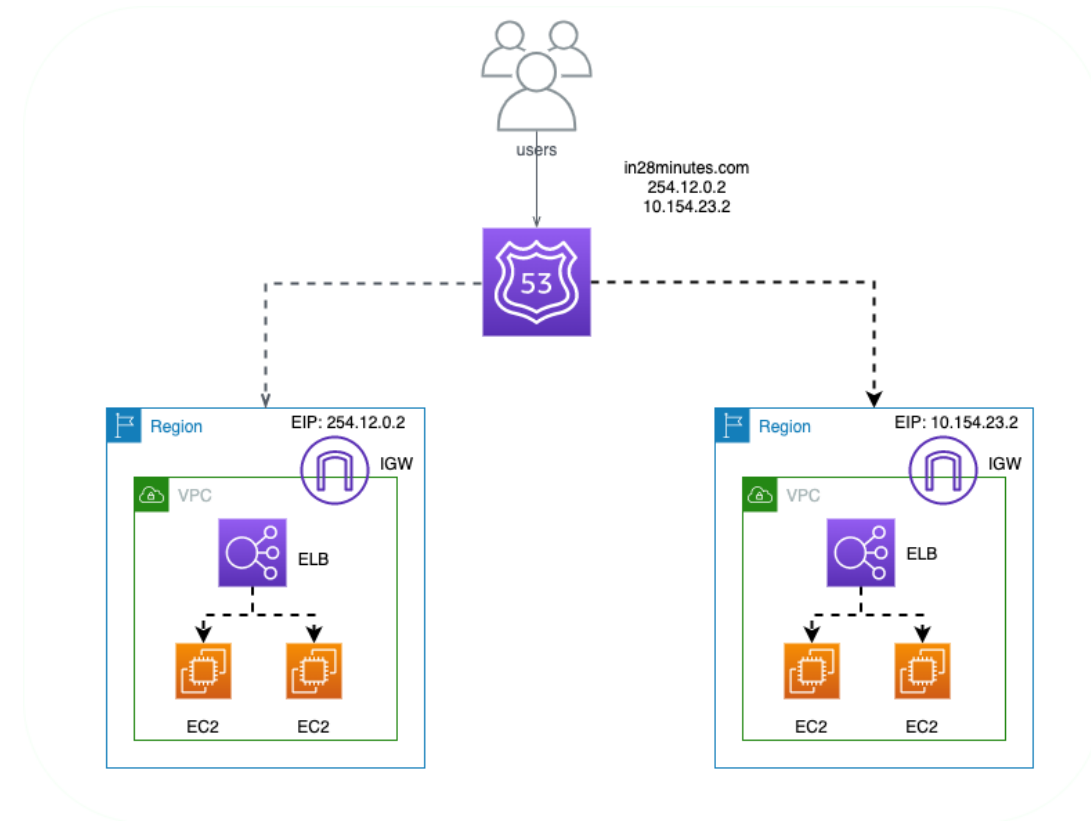 users
in28minutes.com
254.12.0.2
10.154.23.2
53
Region
EIP: 254.12.0.2
IGW
VPC
ELB
EC2
EC2
Region
EIP: 10.154.23.2
IGW
VPC
ELB
EC2
EC2